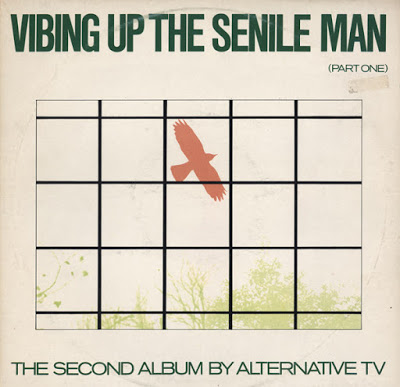 VIBING UP THE SENILE MAN
(PART ONE)
THE SECOND ALBUM BY ALTERNATIVE TV